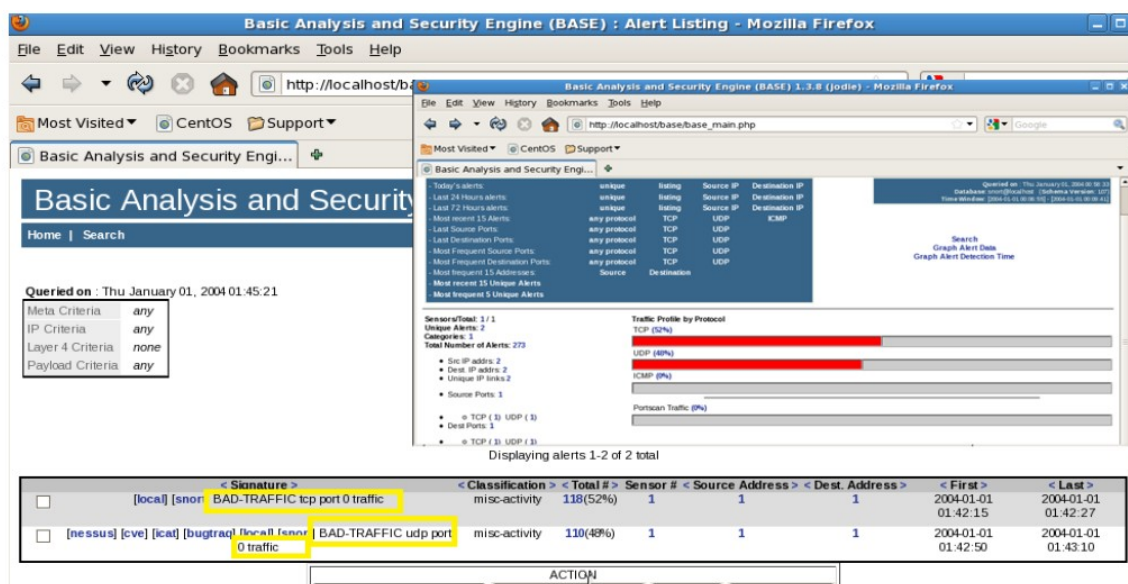 Basic Analysis and Security Engine (BASE) : Alert Listing - Mozilla Firefox
File Edit View History Bookmarks Tools Help
http://localhost/ba
Most Visited CentOS Support
Basic Analysis and Security Engi...
Basic Analysis and Security
Home | Search
Queried on : Thu January 01, 2004 01:45:21
Meta Criteria any
IP Criteria any
Layer 4 Criteria none
Payload Criteria any
Basic Analysis and Security Engine (BASE) 1.3.8 (jodie) - Mozilla Firefox
File Edit View History Bookmarks Tools Help
http://localhost/base/base_main.php
Google
Most Visited CentOS Support
Basic Analysis and Security Engi...
- Today's alerts: unique listing Source IP Destination IP
- Last 24 Hours alerts: unique listing Source IP Destination IP
- Last 72 Hours alerts: unique listing Source IP Destination IP
- Most recent 15 Alerts: any protocol TCP UDP ICMP
- Last Source Ports: any protocol TCP UDP
- Last Destination Ports: any protocol TCP UDP
- Most Frequent Source Ports: any protocol TCP UDP
- Most Frequent Destination Ports: any protocol TCP UDP
- Most frequent 15 Addresses: Source Destination
- Most recent 15 Unique Alerts
- Most frequent 5 Unique Alerts
Queried on : Thu January 01, 2004
Database: snort@localhost (Schema Version: 107)
Time Window:
Search
Graph Alert Data
Graph Alert Detection Time
Sensors/Total: 1 / 1
Unique Alerts: 2
Categories: 1
Total Number of Alerts: 273
Src IP addrs: 2
Dest. IP addrs: 2
Unique IP links 2
Source Ports: 1
TCP ( 1) UDP ( 1)
Dest Ports: 1
TCP ( 1) UDP ( 1)
Traffic Profile by Protocol
TCP (52%)
UDP (48%)
ICMP (0%)
Portscan Traffic (0%)
Displaying alerts 1-2 of 2 total
< Signature > < Classification > < Total # > Sensor # < Source Address > < Dest. Address > < First > < Last >
[local] [snort BAD-TRAFFIC tcp port 0 traffic misc-activity 118(52%) 1 1 1 2004-01-01 01:42:15 2004-01-01 01:42:27
[nessus] [cve] [icat] [bugtraq] [local] [snor BAD-TRAFFIC udp port 0 traffic misc-activity 110(48%) 1 1 1 2004-01-01 01:42:50 2004-01-01 01:43:10
ACTION